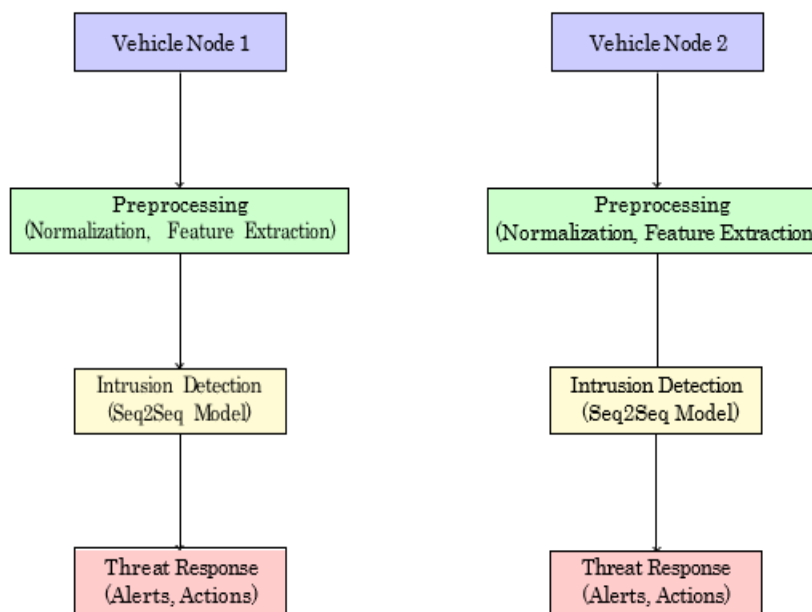 Vehicle Node 1
Vehicle Node 2
Preprocessing
(Normalization, Feature Extraction)
Preprocessing
(Normalization, Feature Extraction
Intrusion Detection
(Seq2Seq Model)
Intrusion Detection
(Seq2Seq Model)
Threat Response
(Alerts, Actions)
Threat Response
(Alerts, Actions)